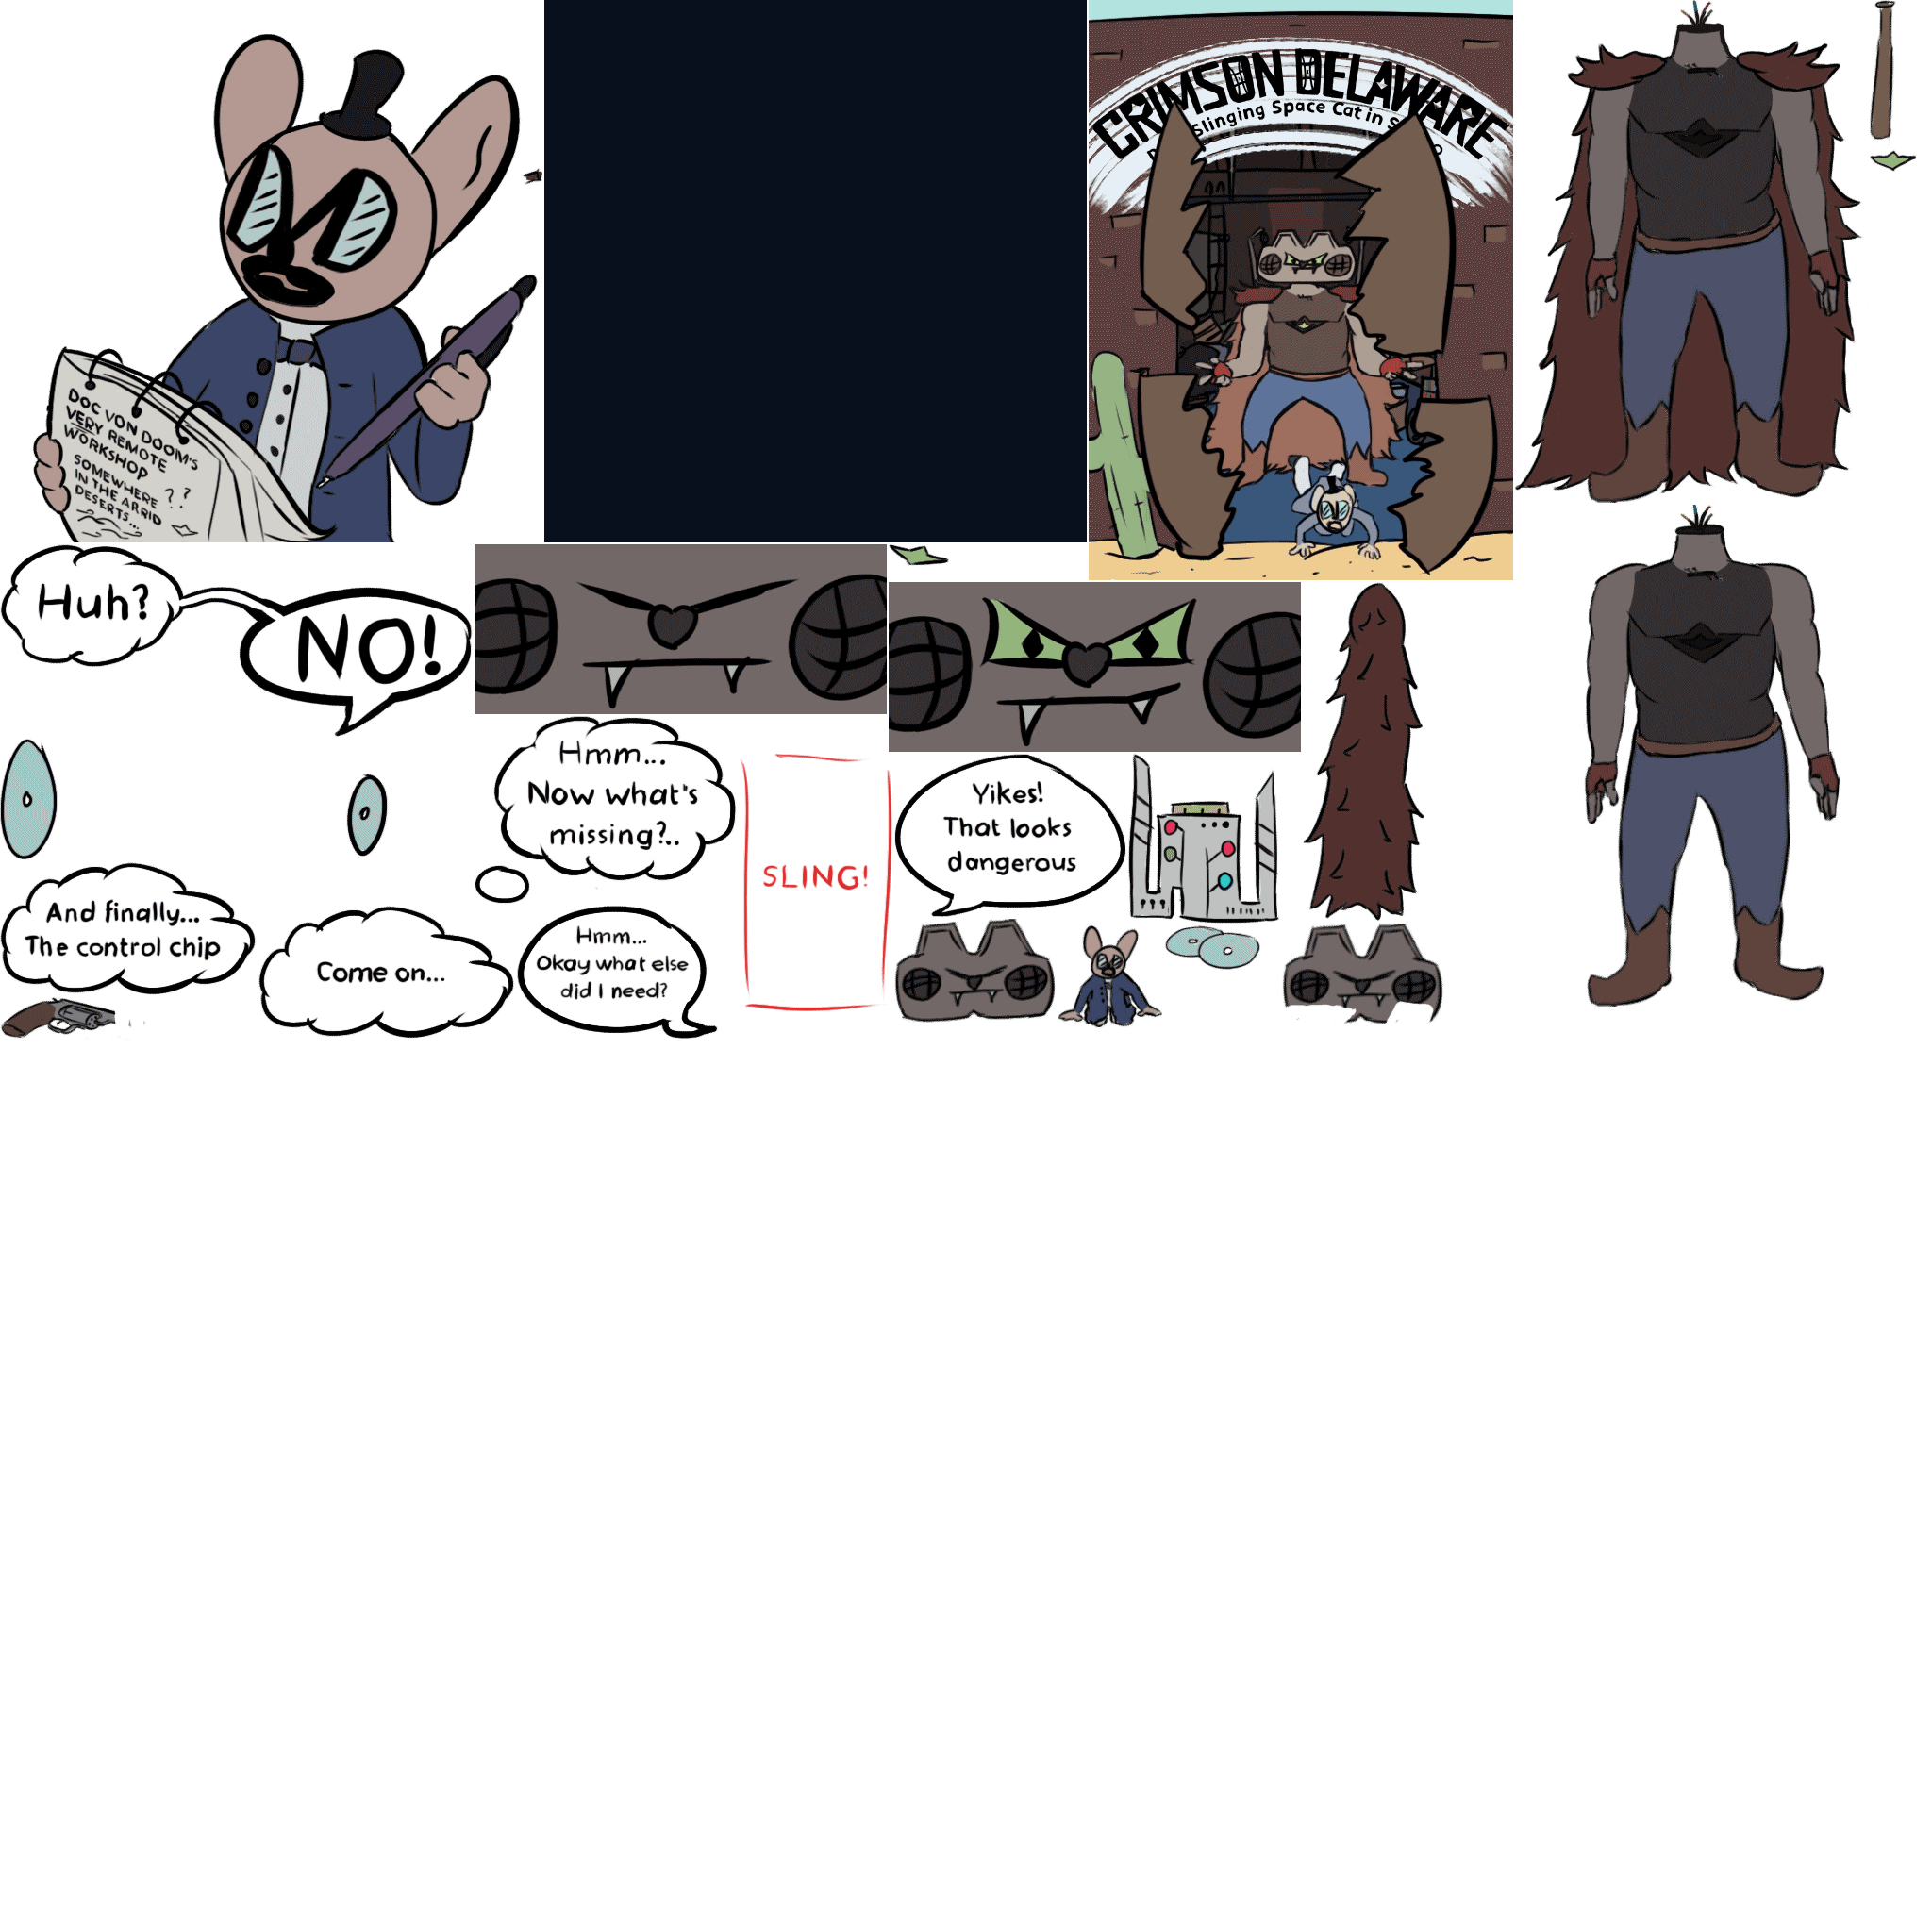 CRIMSON DELAWARE
Slinging Space Cat in
DOC VON DOOM'S
VERY REMOTE
WORKSHOP
SOMEWHERE ??
IN THE ARRID
DESERTS...
Huh?
NO!
Hmm...
Now what's
missing?..
SLING!
Yikes!
That looks
dangerous
And finally...
The control chip
Come on...
Hmm...
Okay what else
did I need?